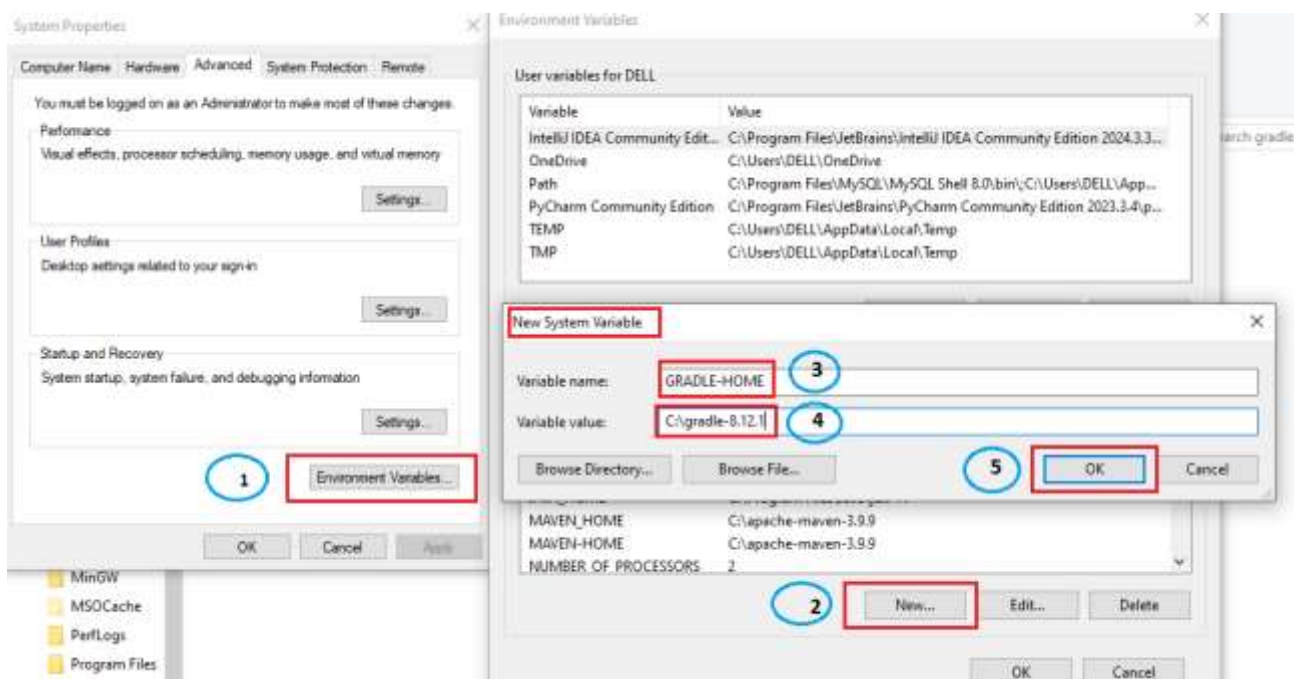 System Properties
Computer Name Hardware Advanced System Protection Remote
You must be logged on as an Administrator to make most of these changes.
Performance
Visual effects, processor scheduling, memory usage, and virtual memory
Settings...
User Profiles
Desktop settings related to your sign-in
Settings...
Startup and Recovery
System startup, system failure, and debugging information
Settings...
1
Environment Variables...
OK Cancel Apply
MinGW
MSOCache
PerfLogs
Program Files
Environment Variables
User variables for DELL
Variable Value
IntelliJ IDEA Community Edit... C:\Program Files\JetBrains\IntelliJ IDEA Community Edition 2024.3.3...
OneDrive C:\Users\DELL\OneDrive
Path C:\Program Files\MySQL\MySQL Shell 8.0\bin\;C:\Users\DELL\App...
PyCharm Community Edition C:\Program Files\JetBrains\PyCharm Community Edition 2023.3.4\p...
TEMP C:\Users\DELL\AppData\Local\Temp
TMP C:\Users\DELL\AppData\Local\Temp
arch gradle
New System Variable
Variable name: GRADLE-HOME 3
Variable value: C:\gradle-8.12.1 4
Browse Directory... Browse File... 5 OK Cancel
MAVEN_HOME C:\apache-maven-3.9.9
MAVEN-HOME C:\apache-maven-3.9.9
NUMBER OF PROCESSORS 2
2 New... Edit... Delete
OK Cancel